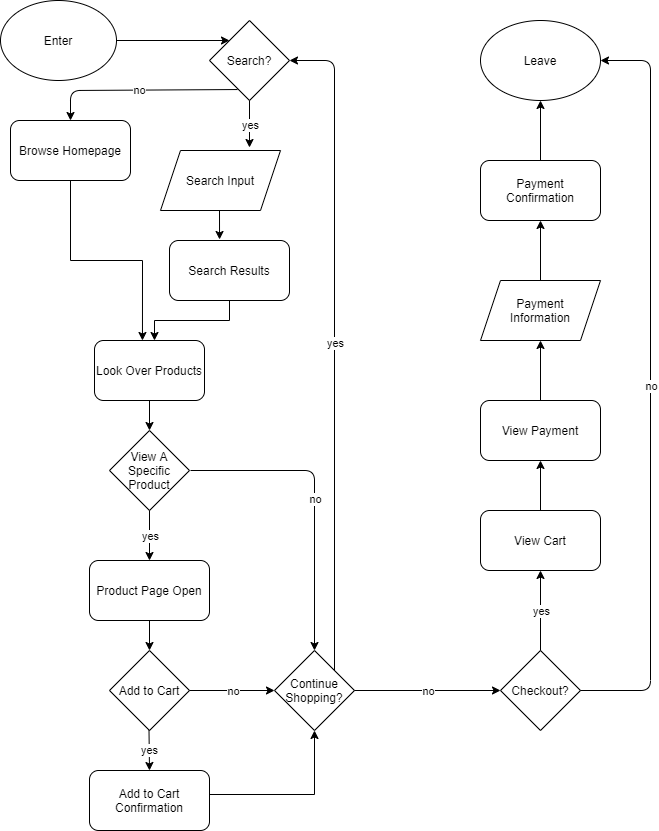 Enter
Search?
Leave
no
yes
Browse Homepage
Search Input
Payment
Confirmation
Search Results
Payment
Information
yes
Look Over Products
no
View Payment
View A
Specific
Product
no
yes
View Cart
Product Page Open
yes
Add to Cart
no
Continue
Shopping?
no
Checkout?
yes
Add to Cart
Confirmation